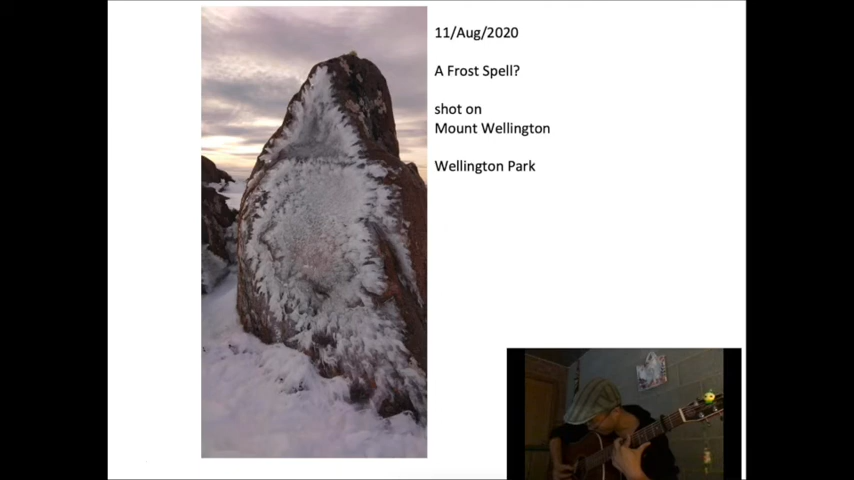 11/Aug/2020
A Frost Spell?
shot on
Mount Wellington
Wellington Park